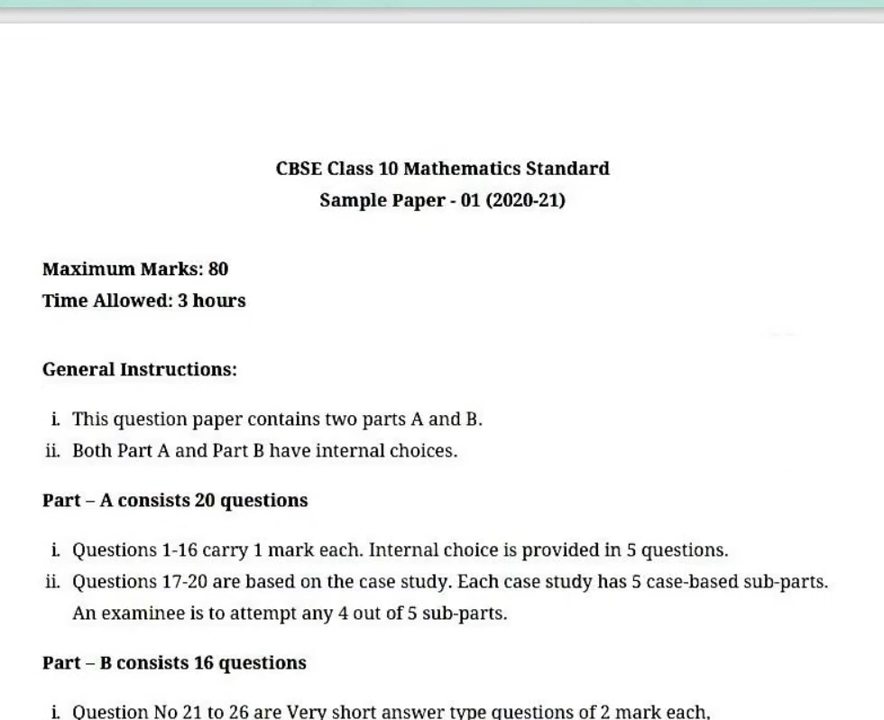 CBSE Class 10 Mathematics Standard
Sample Paper - 01 (2020-21)
Maximum Marks: 80
Time Allowed: 3 hours
General Instructions:
i. This question paper contains two parts A and B.
ii. Both Part A and Part B have internal choices.
Part – A consists 20 questions
i. Questions 1-16 carry 1 mark each. Internal choice is provided in 5 questions.
ii. Questions 17-20 are based on the case study. Each case study has 5 case-based sub-parts.
An examinee is to attempt any 4 out of 5 sub-parts.
Part – B consists 16 questions
i. Question No 21 to 26 are Very short answer type questions of 2 mark each,